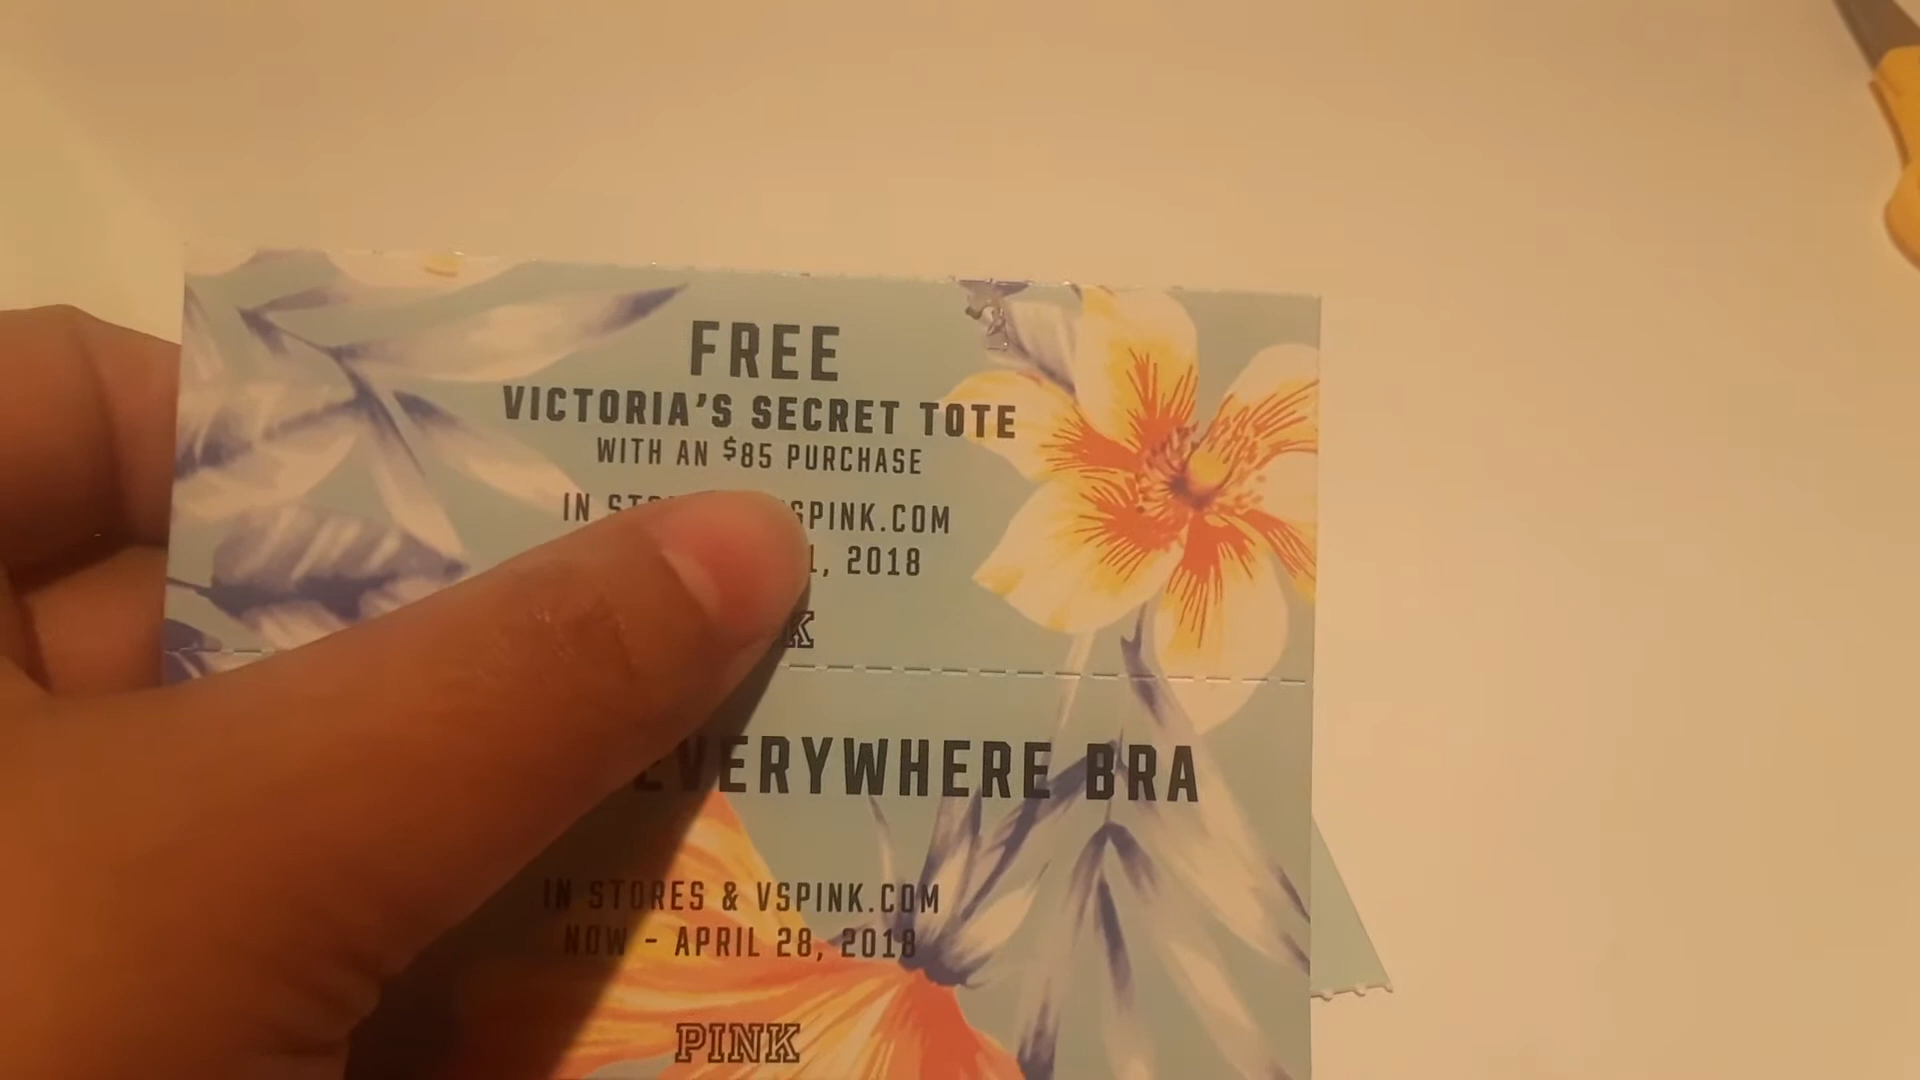 FREE
VICTORIA'S SECRET TOTE
WITH AN $85 PURCHASE
IN
2018
EVERYWHERE BRA
IN STORES & VSPINK.COM
NOW - APRIL 28, 2018
PINK